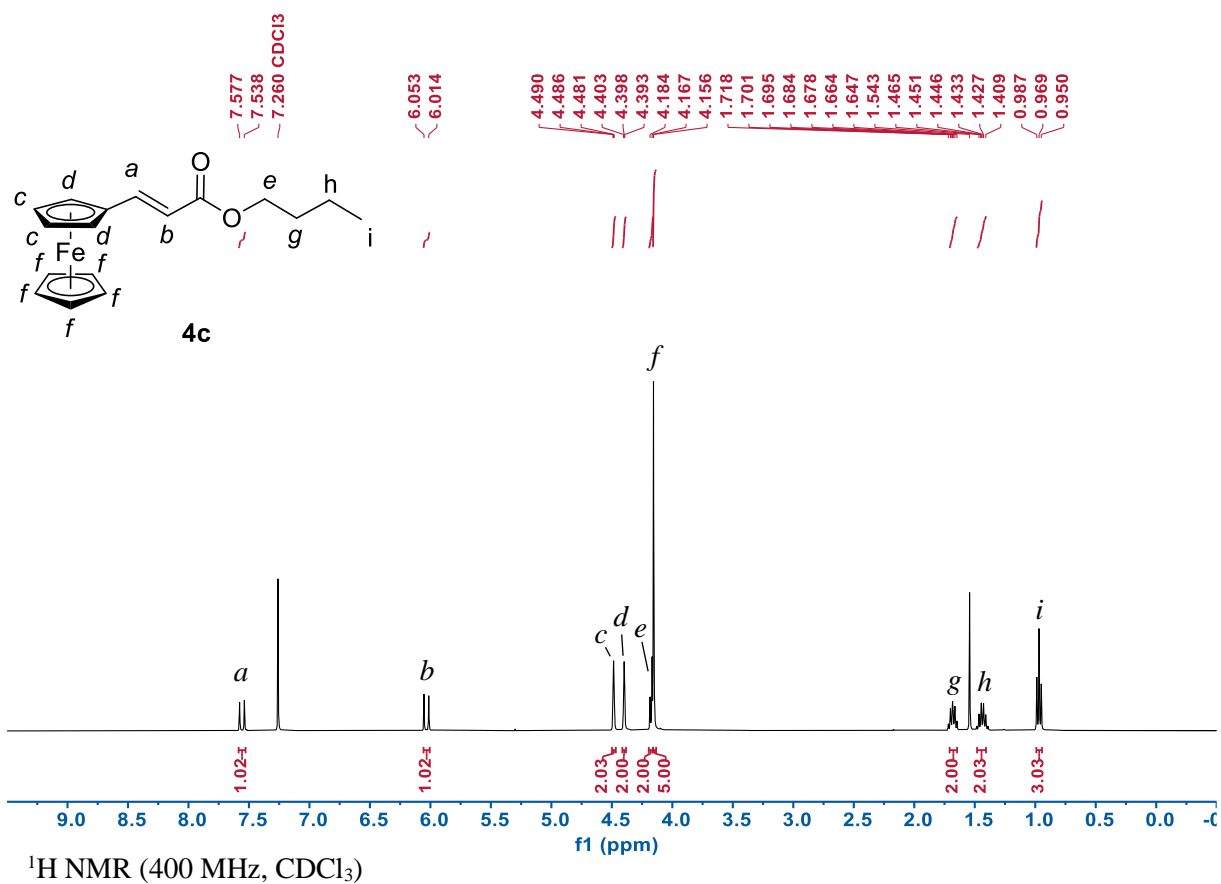 7.577
7.538
7.260 CDCl3
6.053
6.014
4.490
4.486
4.481
4.403
4.398
4.393
4.184
4.167
4.156
1.718
1.701
1.695
1.684
1.678
1.664
1.647
1.543
1.465
1.451
1.446
1.433
1.427
1.409
0.987
0.969
0.950
O
a
d
e
h
c
O
c
d
b
g
i
Fe
f
f
f
f
f
4c
f
a
b
c
d
e
g
h
i
1.02
1.02
2.03
2.00
2.00
5.00
2.00
2.03
3.03
9.0 8.5 8.0 7.5 7.0 6.5 6.0 5.5 5.0 4.5 4.0 3.5 3.0 2.5 2.0 1.5 1.0 0.5 0.0 -0
f1 (ppm)
¹H NMR (400 MHz, CDCl₃)